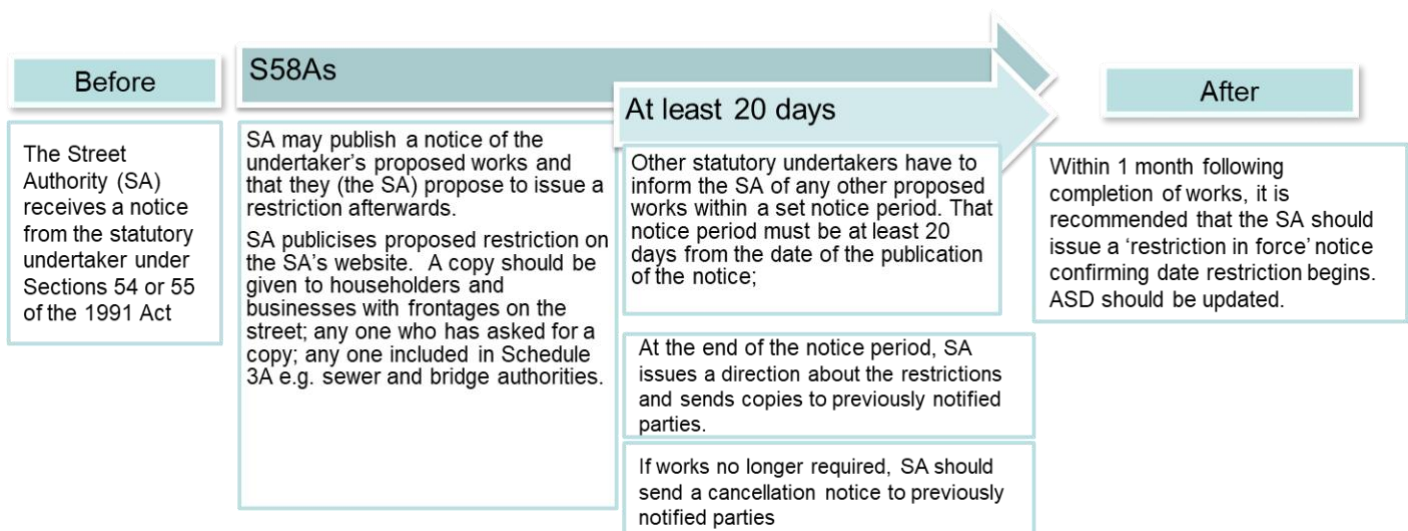 Before
The Street
Authority (SA)
receives a notice
from the statutory
undertaker under
Sections 54 or 55
of the 1991 Act
S58As
SA may publish a notice of the
undertaker's proposed works and
that they (the SA) propose to issue a
restriction afterwards.
SA publicises proposed restriction on
the SA's website.  A copy should be
given to householders and
businesses with frontages on the
street; any one who has asked for a
copy; any one included in Schedule
3A e.g. sewer and bridge authorities.
At least 20 days
Other statutory undertakers have to
inform the SA of any other proposed
works within a set notice period. That
notice period must be at least 20
days from the date of the publication
of the notice;
At the end of the notice period, SA
issues a direction about the restrictions
and sends copies to previously notified
parties.
If works no longer required, SA should
send a cancellation notice to previously
notified parties
After
Within 1 month following
completion of works, it is
recommended that the SA should
issue a 'restriction in force' notice
confirming date restriction begins.
ASD should be updated.